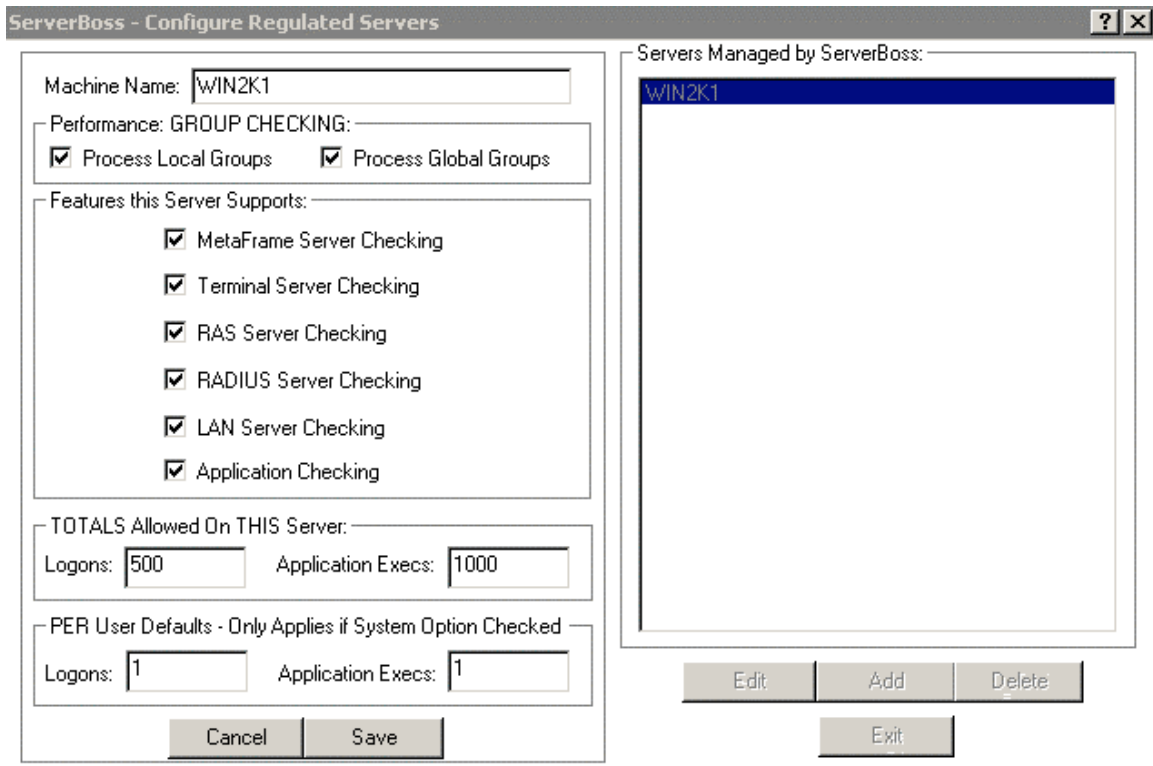 ServerBoss - Configure Regulated Servers
Machine Name: WIN2K1
Performance: GROUP CHECKING:
Process Local Groups Process Global Groups
Features this Server Supports:
MetaFrame Server Checking
Terminal Server Checking
RAS Server Checking
RADIUS Server Checking
LAN Server Checking
Application Checking
TOTALS Allowed On THIS Server:
Logons: 500 Application Execs: 1000
PER User Defaults - Only Applies if System Option Checked
Logons: 1 Application Execs: 1
Cancel Save
Servers Managed by ServerBoss:
WIN2K1
Edit Add Delete
Exit